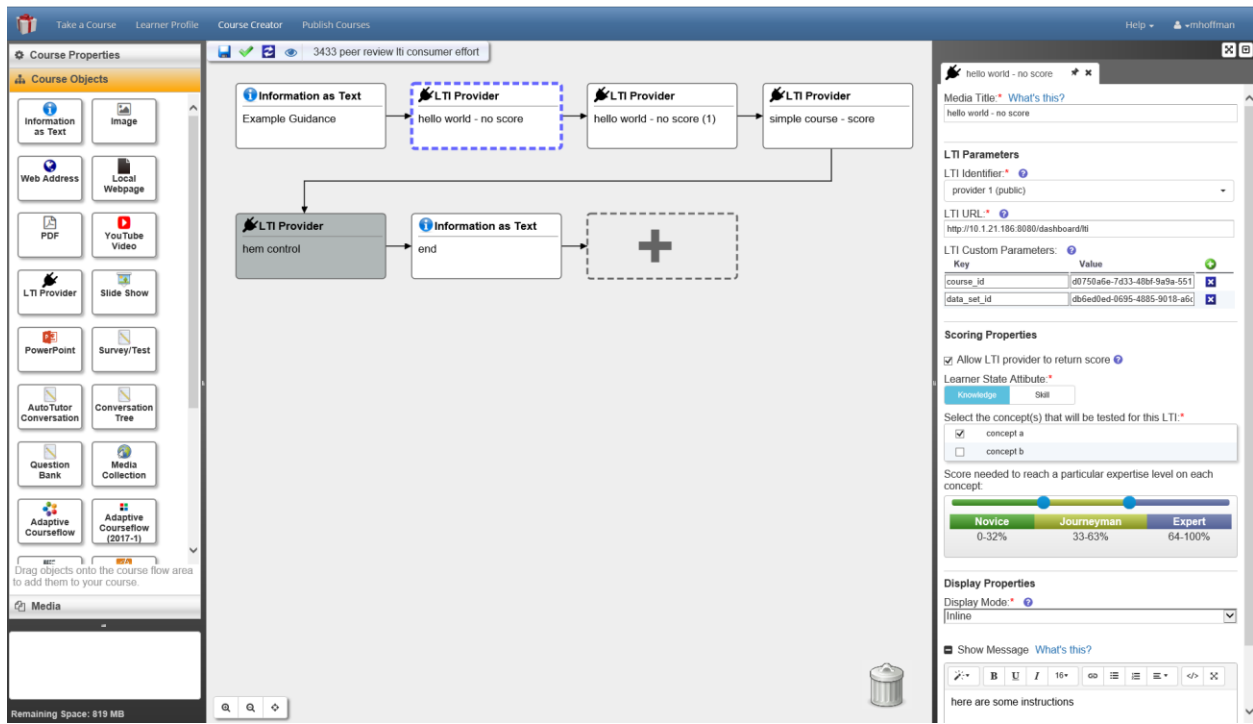 Take a Course Learner Profile Course Creator Publish Courses Help mhoffman
Course Properties
Course Objects
Information
as Text
Image
Web Address
Local
Webpage
PDF
YouTube
Video
LTI Provider
Slide Show
PowerPoint
Survey/Test
AutoTutor
Conversation
Conversation
Tree
Question
Bank
Media
Collection
Adaptive
Courseflow
Adaptive
Courseflow
(2017-1)
Drag objects onto the course flow area
to add them to your course.
Media
Remaining Space: 819 MB
3433 peer review lti consumer effort
Information as Text
Example Guidance
LTI Provider
hello world - no score
LTI Provider
hello world - no score (1)
LTI Provider
simple course - score
LTI Provider
hem control
Information as Text
end
hello world - no score
Media Title:* What's this?
hello world - no score
LTI Parameters
LTI Identifier:*
provider 1 (public)
LTI URL:*
http://10.1.21.186:8080/dashboard/lti
LTI Custom Parameters:
Key Value
course_id d0750a6e-7d33-48bf-9a9a-551
data_set_id db6ed0ed-0695-4885-9018-a6c
Scoring Properties
Allow LTI provider to return score
Learner State Attibute:*
Knowledge Skill
Select the concept(s) that will be tested for this LTI:*
concept a
concept b
Score needed to reach a particular expertise level on each
concept:
Novice Journeyman Expert
0-32% 33-63% 64-100%
Display Properties
Display Mode:*
Inline
Show Message What's this?
B U I 16
here are some instructions